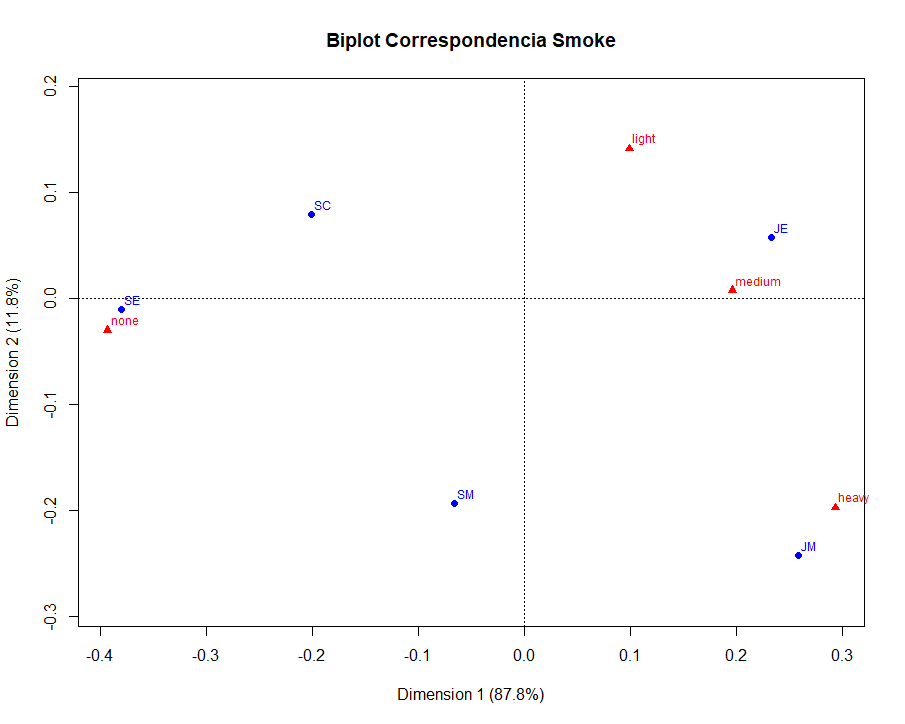 Biplot Correspondencia Smoke
0.2
light
0.1
SC
JE
medium
Dimension 2 (11.8%)
0.0
SE
none
-0.1
-0.2
SM
heavy
JM
-0.3
-0.4 -0.3 -0.2 -0.1 0.0 0.1 0.2 0.3
Dimension 1 (87.8%)